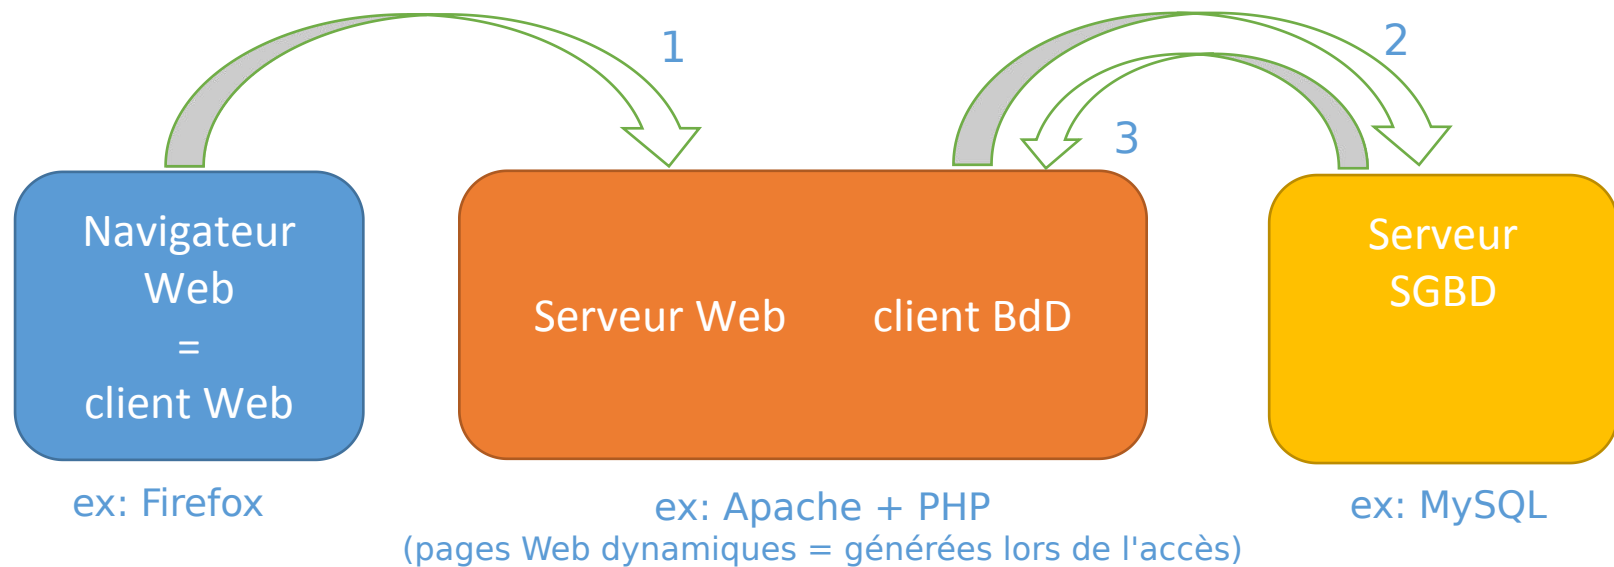 1
2
3
Navigateur
Web
=
client Web
Serveur Web
client BdD
Serveur
SGBD
ex: Firefox
ex: Apache + PHP
(pages Web dynamiques = générées lors de l'accès)
ex: MySQL